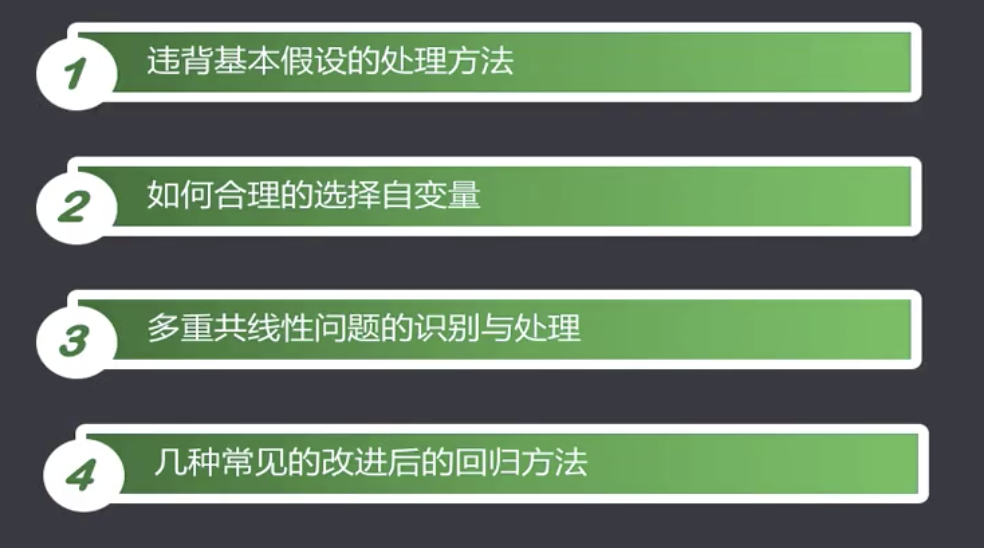 1 违背基本假设的处理方法
2 如何合理的选择自变量
3 多重共线性问题的识别与处理
4 几种常见的改进后的回归方法